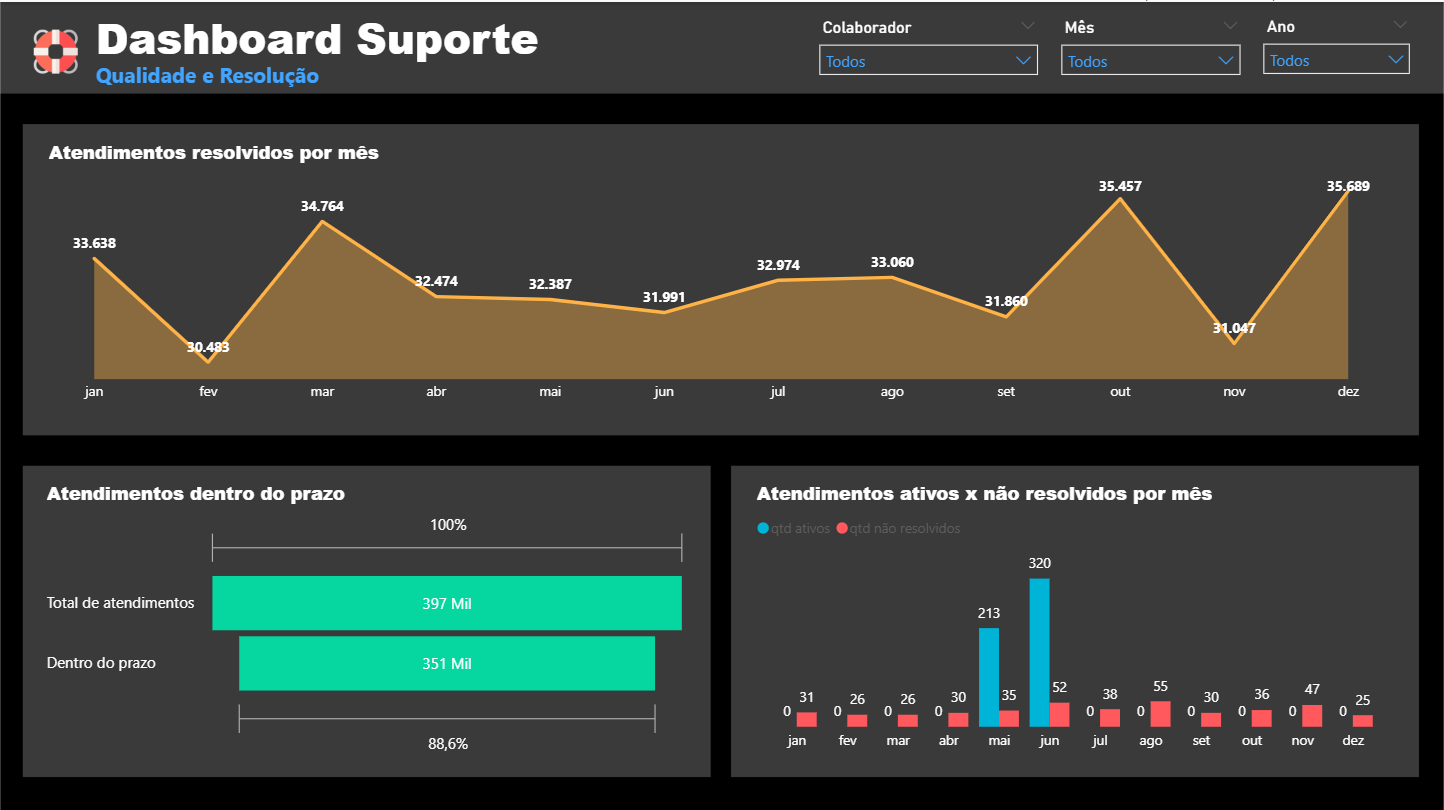 Dashboard Suporte
Qualidade e Resolução
Colaborador
Todos
Mês
Todos
Ano
Todos
Atendimentos resolvidos por mês
33.638
30.483
34.764
32.474
32.387
31.991
32.974
33.060
31.860
35.457
31.047
35.689
jan fev mar abr mai jun jul ago set out nov dez
Atendimentos dentro do prazo
100%
Total de atendimentos 397 Mil
Dentro do prazo 351 Mil
88,6%
Atendimentos ativos x não resolvidos por mês
qtd ativos qtd não resolvidos
0 31
0 26
0 26
0 30
213 35
320 52
0 38
0 55
0 30
0 36
0 47
0 25
jan fev mar abr mai jun jul ago set out nov dez